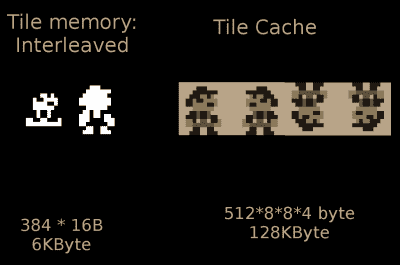 Tile memory:
Interleaved
Tile Cache
384 * 16B
6KByte
512*8*8*4 byte
128KByte